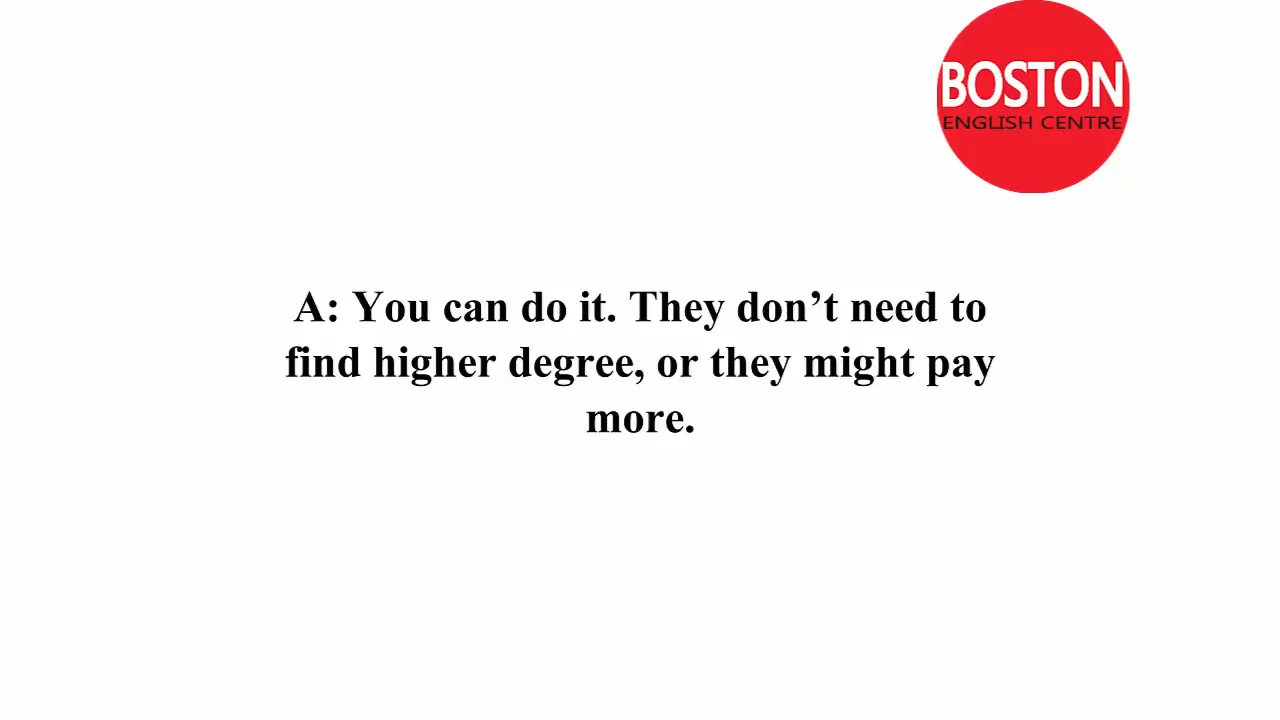 BOSTON
ENGLISH CENTRE
A: You can do it. They don’t need to
find higher degree, or they might pay
more.